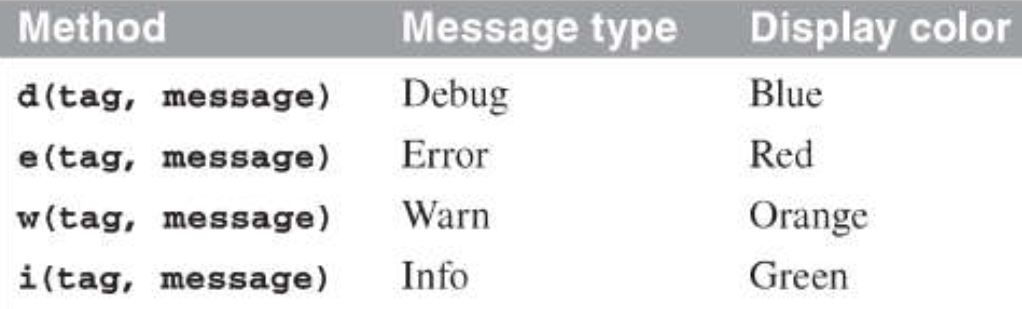 Method Message type Display color
d(tag, message) Debug Blue
e(tag, message) Error Red
w(tag, message) Warn Orange
i(tag, message) Info Green